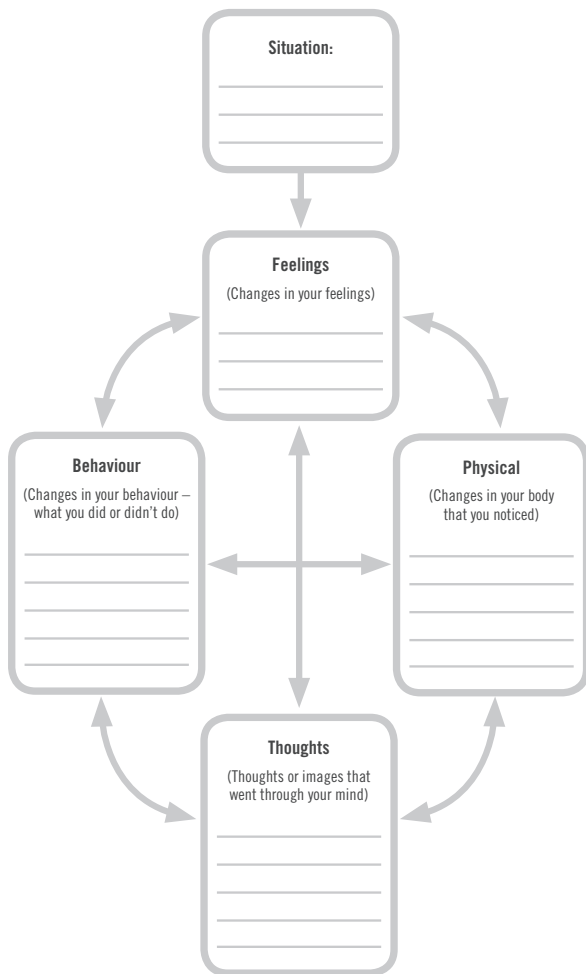 Situation:
Feelings
(Changes in your feelings)
Behaviour
(Changes in your behaviour –
what you did or didn't do)
Physical
(Changes in your body
that you noticed)
Thoughts
(Thoughts or images that
went through your mind)